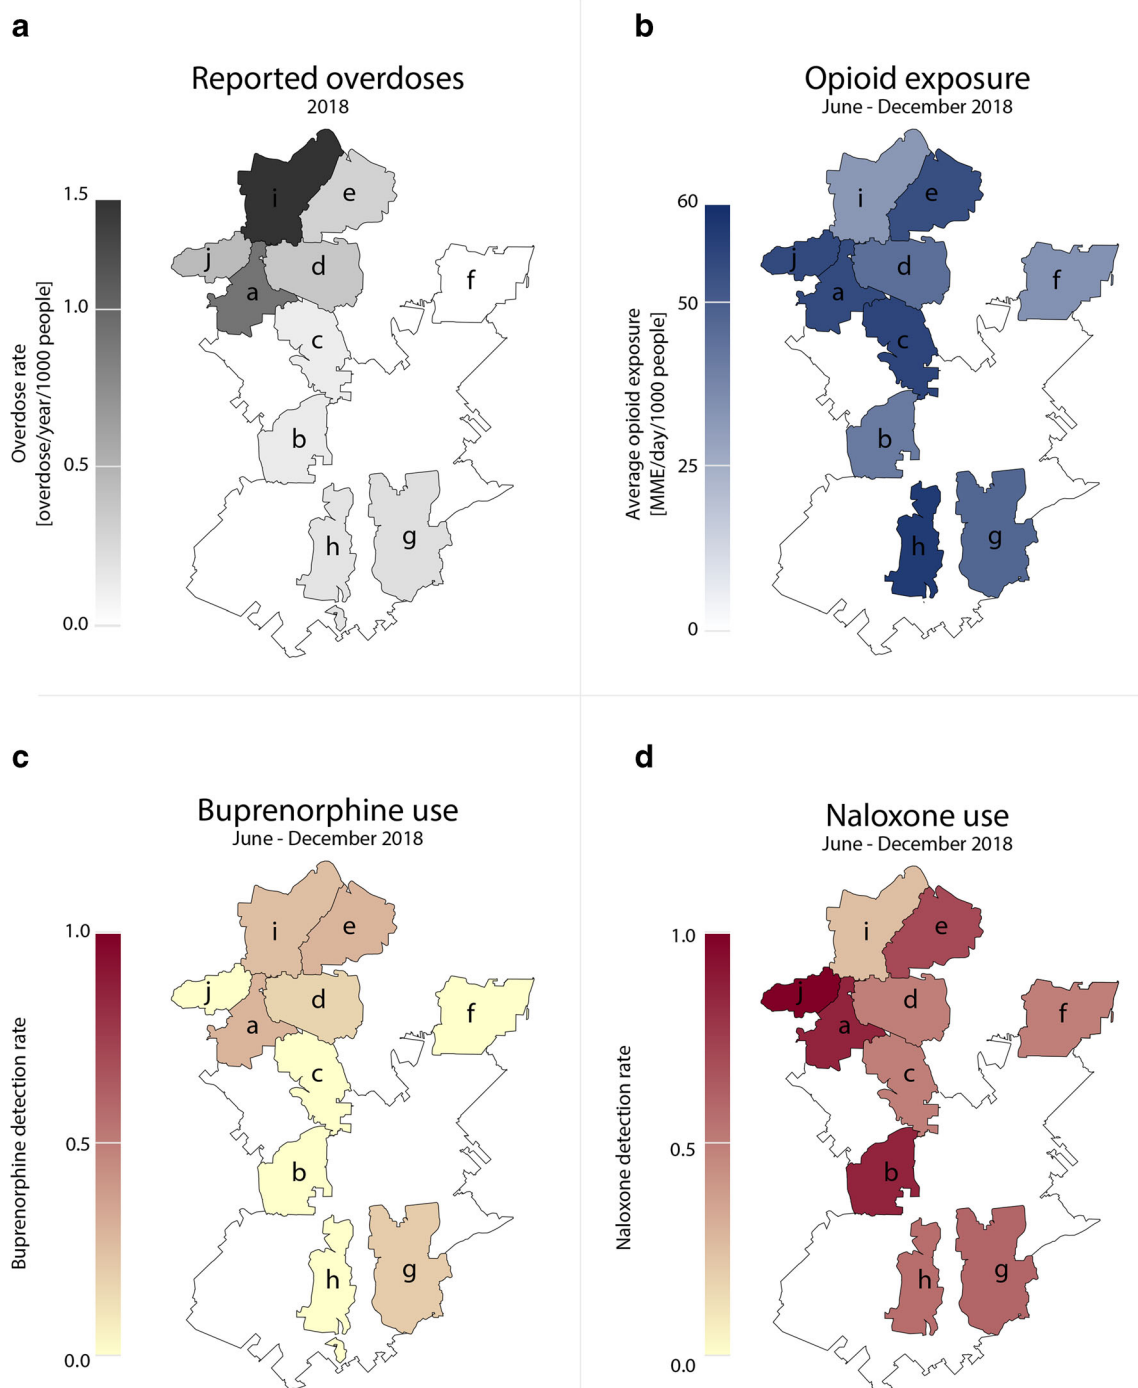 a
Reported overdoses
2018
1.5
1.0
0.5
0.0
Overdose rate
[overdose/year/1000 people]
i
e
j
d
f
a
c
b
h
g
b
Opioid exposure
June - December 2018
60
50
25
0
Average opioid exposure
[MME/day/1000 people]
i
e
j
d
f
a
c
b
h
g
c
Buprenorphine use
June - December 2018
1.0
0.5
0.0
Buprenorphine detection rate
i
e
j
d
f
a
c
b
h
g
d
Naloxone use
June - December 2018
1.0
0.5
0.0
Naloxone detection rate
i
e
j
d
f
a
c
b
h
g